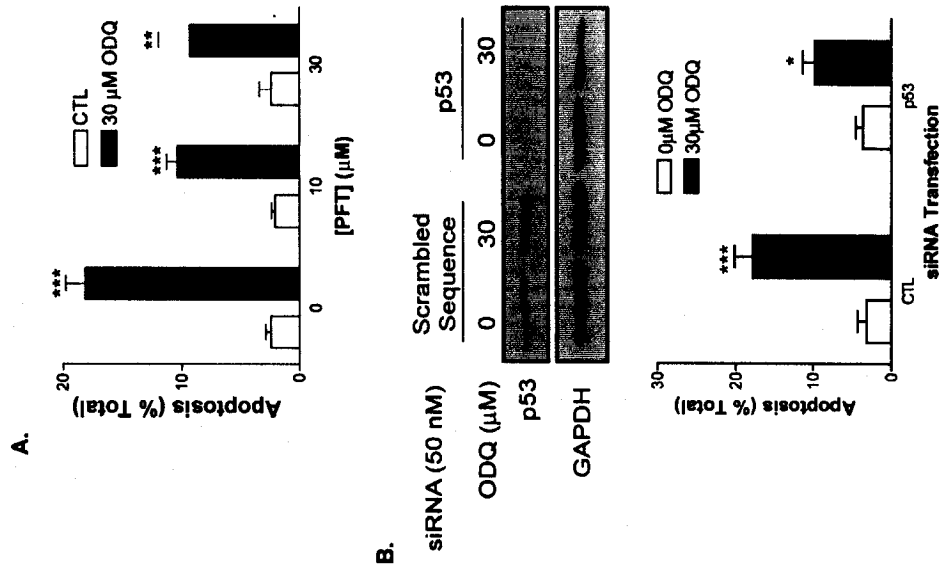 A.
Apoptosis (% Total)
20
10
0
CTL
30 µM ODQ
***
***
**
0
10
30
[PFT] (µM)
B.
siRNA (50 nM)
Scrambled
Sequence
p53
ODQ (µM)
0
30
0
30
p53
GAPDH
Apoptosis (% Total)
30
20
10
0
0µM ODQ
30µM ODQ
***
*
CTL
p53
siRNA Transfection